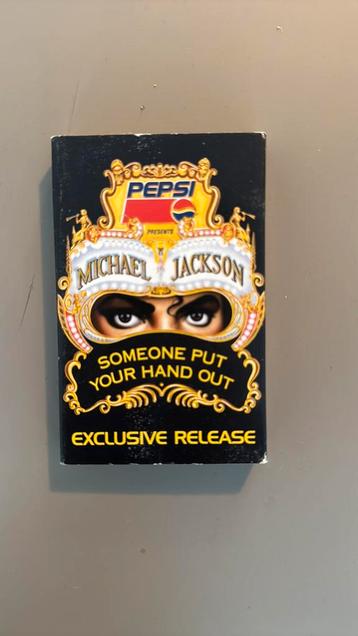 PEPSI
PRESENTS
MICHAEL JACKSON
SOMEONE PUT
YOUR HAND OUT
EXCLUSIVE RELEASE